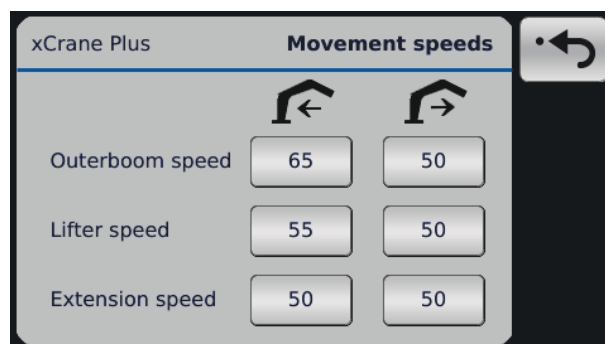 xCrane Plus Movement speeds
Outerboom speed 65 50
Lifter speed 55 50
Extension speed 50 50